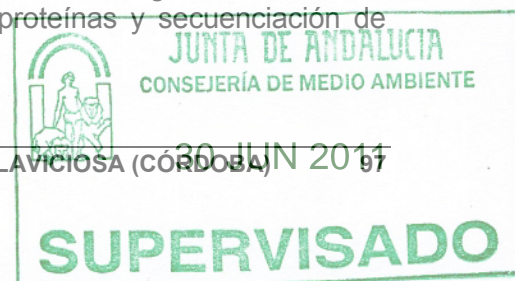 proteínas y secuenciación de
JUNTA DE ANDALUCIA
CONSEJERÍA DE MEDIO AMBIENTE
LAVICIOSA (CÓRDOBA) 97
30 JUN 2011
SUPERVISADO